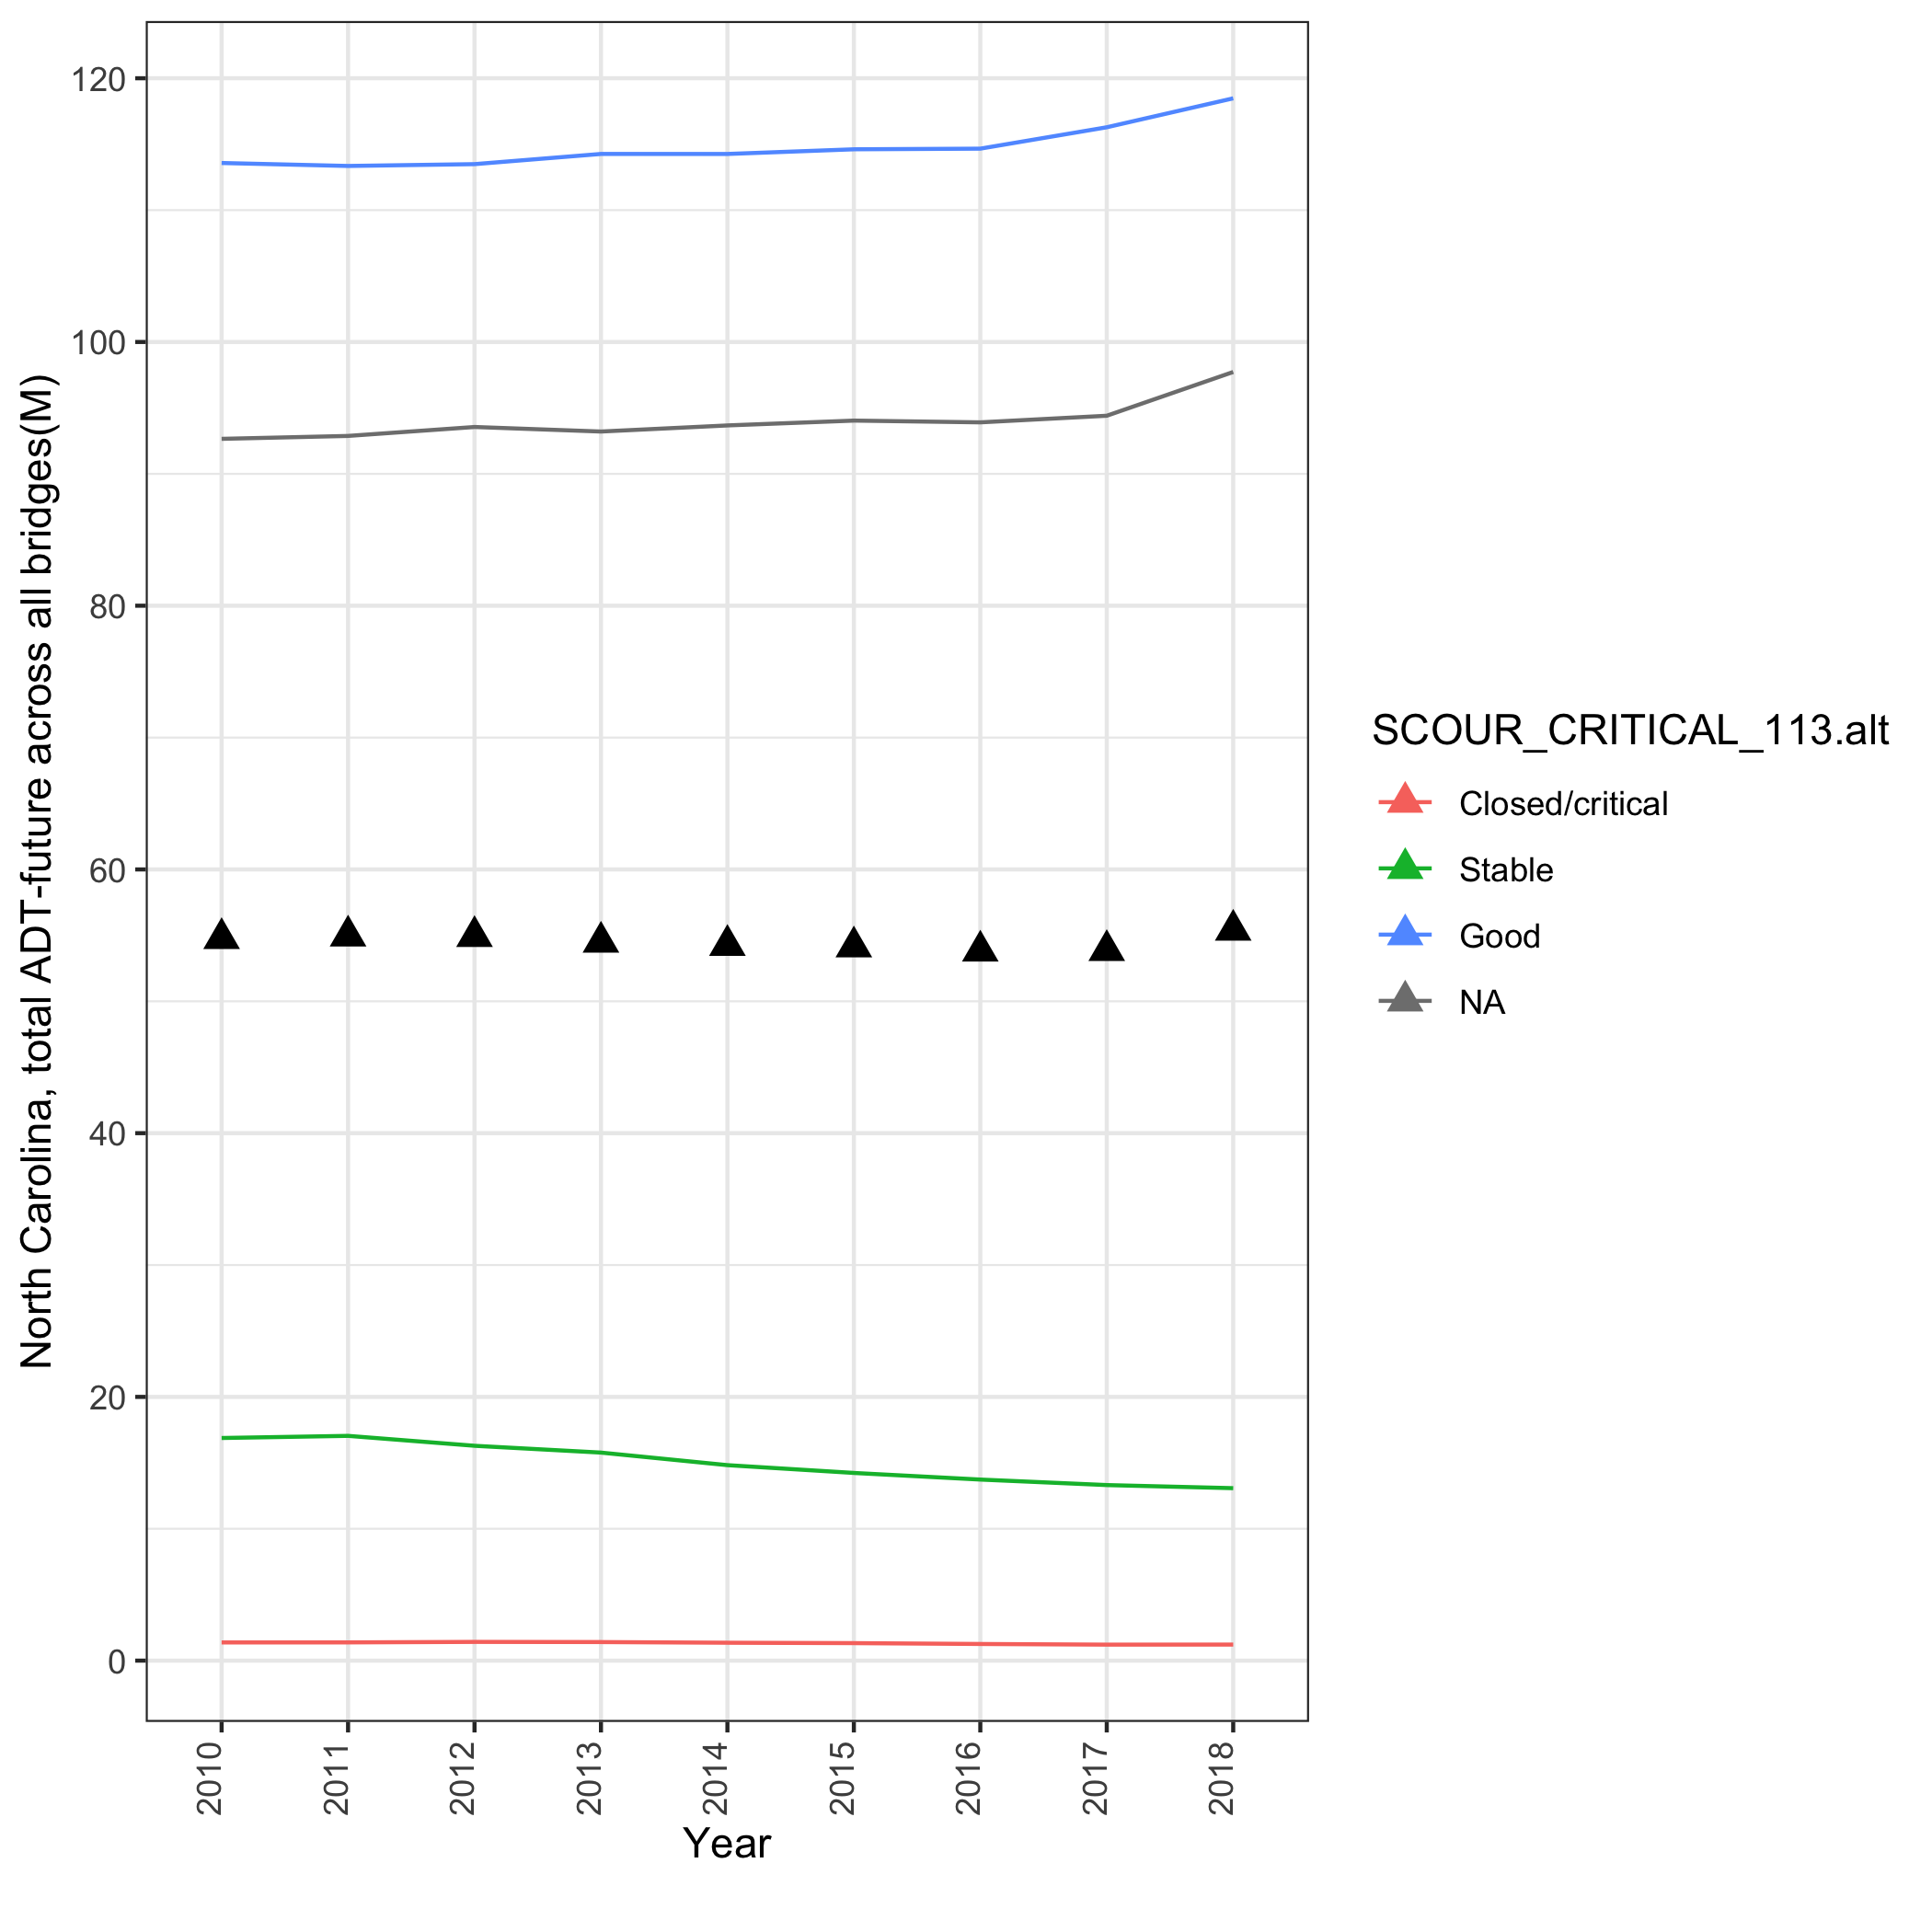 North Carolina, total ADT-future across all bridges(M)
120
100
80
60
40
20
0
2010
2011
2012
2013
2014
2015
2016
2017
2018
Year
SCOUR_CRITICAL_113.alt
Closed/critical
Stable
Good
NA